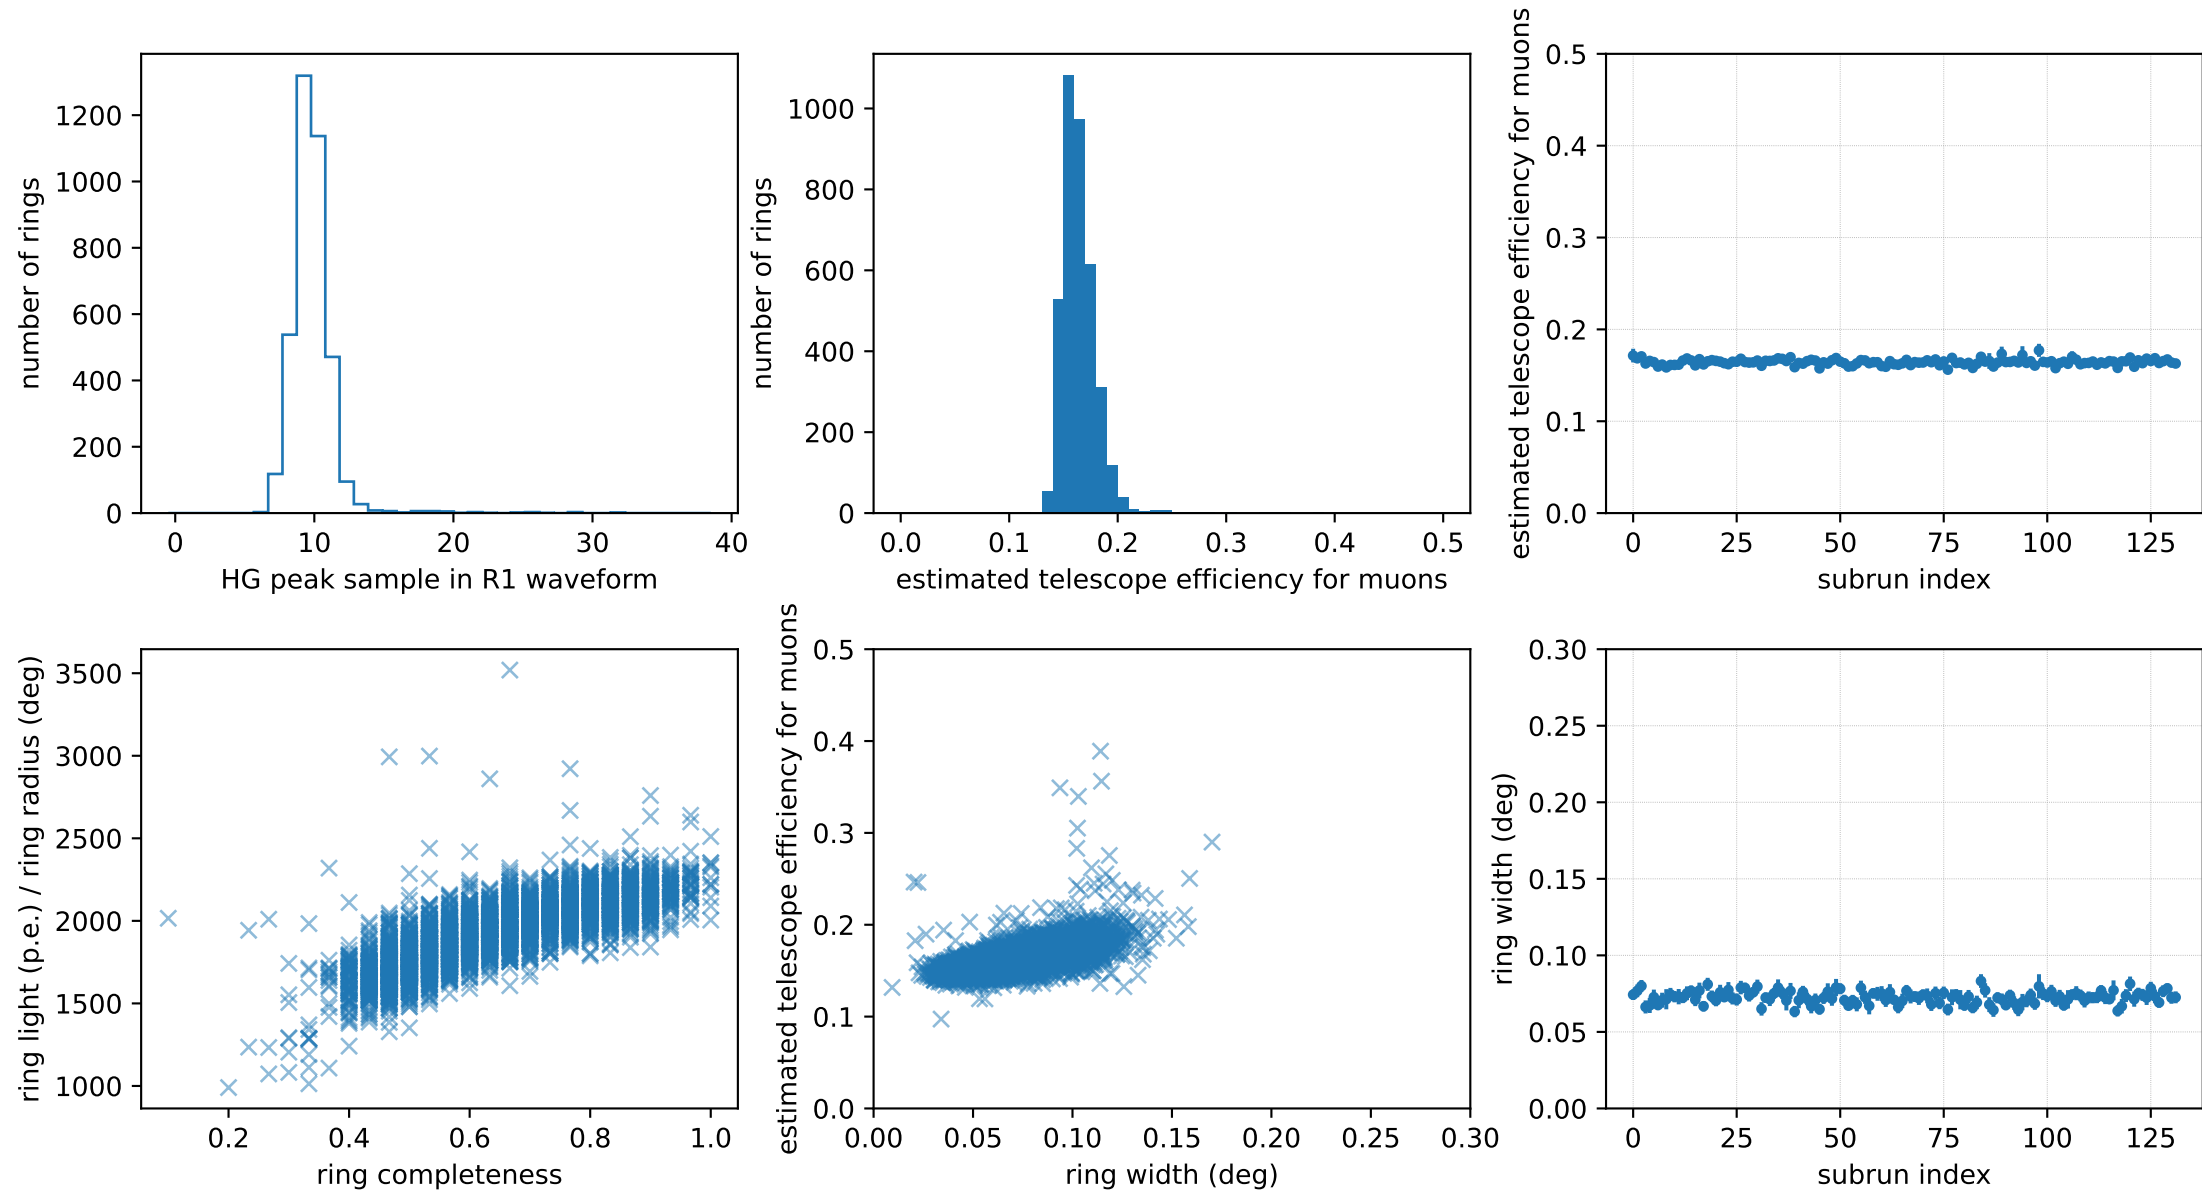 number of rings
1200
1000
800
600
400
200
0
0 10 20 30 40
HG peak sample in R1 waveform
number of rings
1000
800
600
400
200
0
0.0 0.1 0.2 0.3 0.4 0.5
estimated telescope efficiency for muons
estimated telescope efficiency for muons
0.5
0.4
0.3
0.2
0.1
0.0
0 25 50 75 100 125
subrun index
ring light (p.e.) / ring radius (deg)
3500
3000
2500
2000
1500
1000
0.2 0.4 0.6 0.8 1.0
ring completeness
estimated telescope efficiency for muons
0.5
0.4
0.3
0.2
0.1
0.0
0.00 0.05 0.10 0.15 0.20 0.25 0.30
ring width (deg)
ring width (deg)
0.30
0.25
0.20
0.15
0.10
0.05
0.00
0 25 50 75 100 125
subrun index